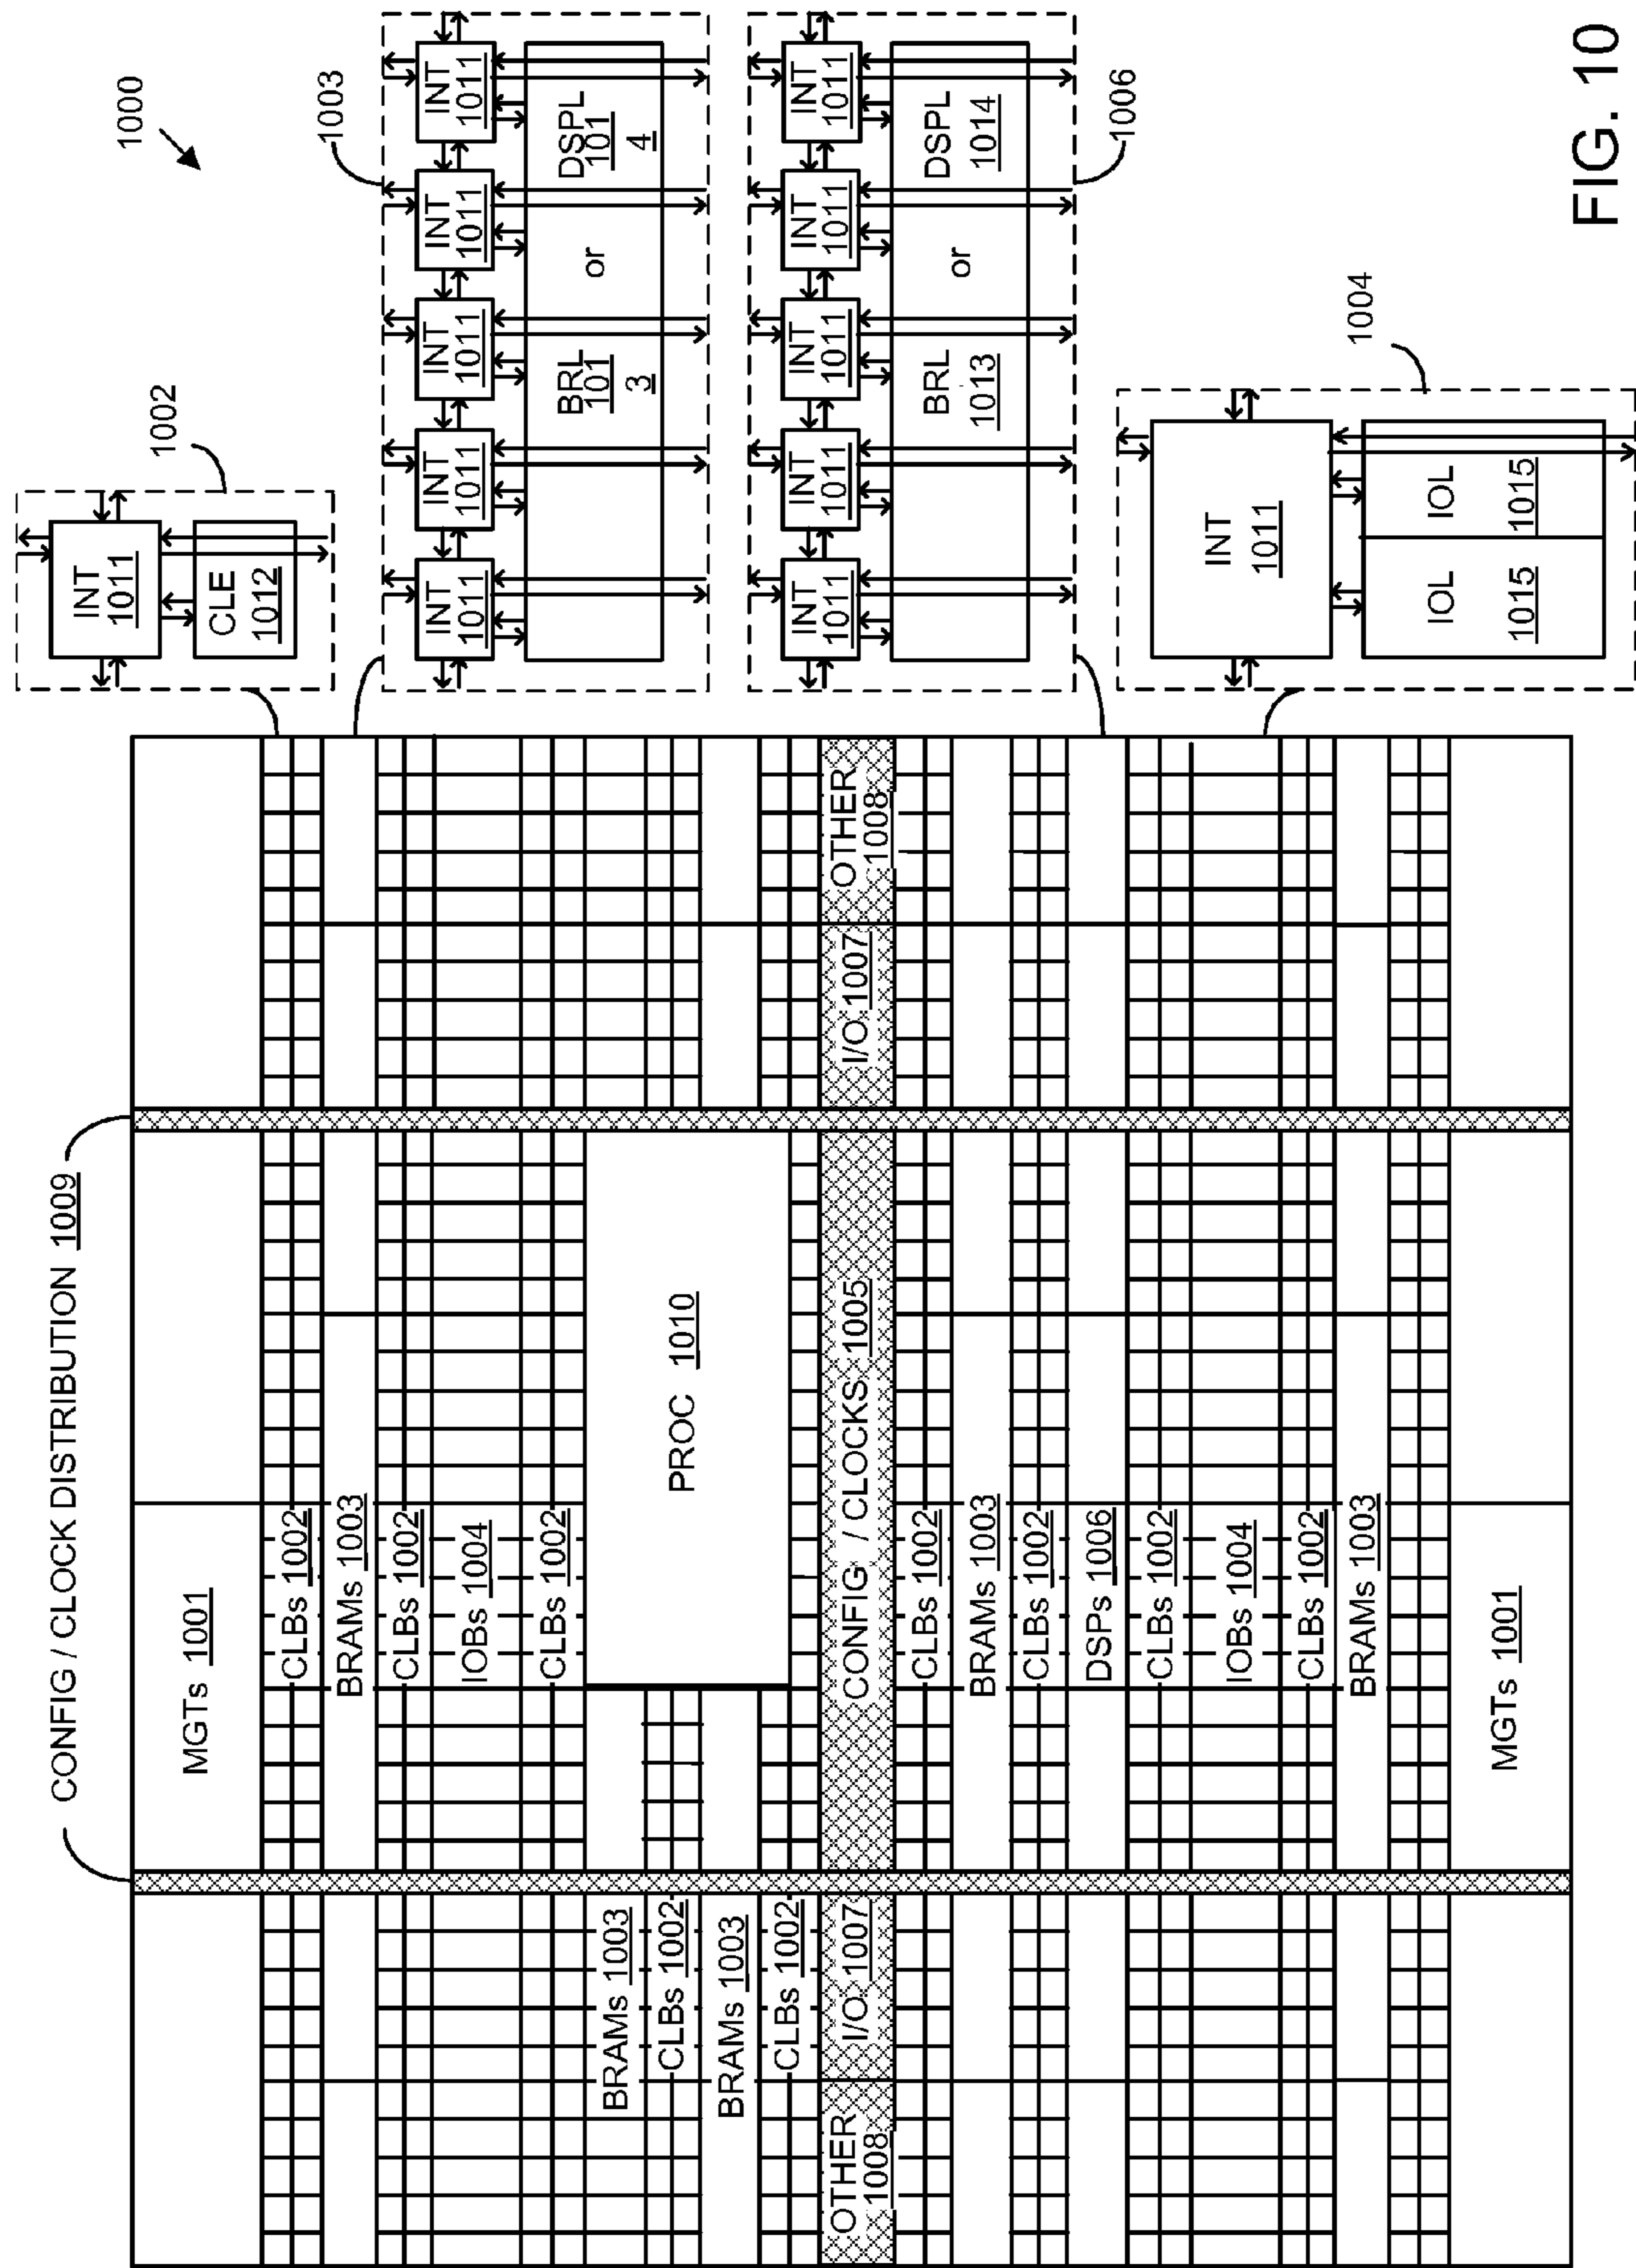 1000
CONFIG / CLOCK DISTRIBUTION 1009
MGTs 1001
CLBs 1002
BRAMs 1003
CLBs 1002
IOBs 1004
CLBs 1002
BRAMs 1003
CLBs 1002
BRAMs 1003
CLBs 1002
PROC 1010
OTHER
1008
I/O 1007
CONFIG / CLOCKS 1005
I/O 1007
OTHER
1008
CLBs 1002
BRAMs 1003
CLBs 1002
DSPs 1006
CLBs 1002
IOBs 1004
CLBs 1002
BRAMs 1003
MGTs 1001
1002
INT
1011
CLE
1012
1003
INT
1011
INT
1011
INT
1011
INT
1011
INT
1011
BRL
101
3
or
DSPL
101
4
INT
1011
INT
1011
INT
1011
INT
1011
INT
1011
BRL
1013
or
DSPL
1014
1006
1004
INT
1011
IOL
1015
IOL
1015
FIG. 10